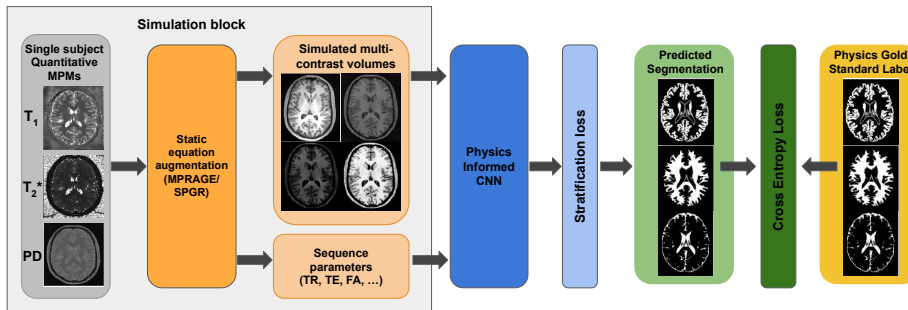 Simulation block
Single subject
Quantitative
MPMs
T1
T2*
PD
Static
equation
augmentation
(MPRAGE/
SPGR)
Simulated multi-
contrast volumes
Sequence
parameters
(TR, TE, FA, ...)
Physics
Informed
CNN
Stratification loss
Predicted
Segmentation
Cross Entropy Loss
Physics Gold
Standard Label